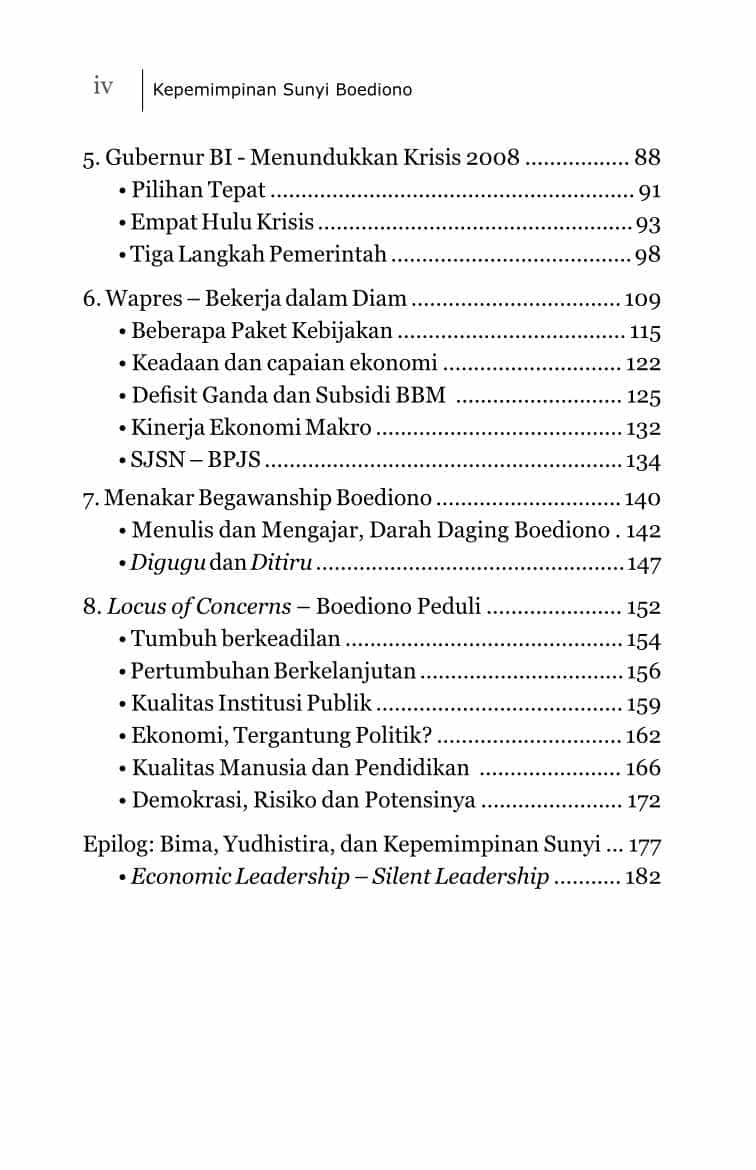 iv
Kepemimpinan Sunyi Boediono
5. Gubernur BI - Menundukkan Krisis 2008 ................. 88
• Pilihan Tepat ........................................................... 91
• Empat Hulu Krisis ................................................... 93
• Tiga Langkah Pemerintah ....................................... 98
6. Wapres – Bekerja dalam Diam .................................. 109
• Beberapa Paket Kebijakan ..................................... 115
• Keadaan dan capaian ekonomi ............................. 122
• Defisit Ganda dan Subsidi BBM ........................... 125
• Kinerja Ekonomi Makro ........................................ 132
• SJSN – BPJS .......................................................... 134
7. Menakar Begawanship Boediono .............................. 140
• Menulis dan Mengajar, Darah Daging Boediono . 142
• Digugu dan Ditiru .................................................. 147
8. Locus of Concerns – Boediono Peduli ...................... 152
• Tumbuh berkeadilan ............................................. 154
• Pertumbuhan Berkelanjutan ................................. 156
• Kualitas Institusi Publik ........................................ 159
• Ekonomi, Tergantung Politik? .............................. 162
• Kualitas Manusia dan Pendidikan ....................... 166
• Demokrasi, Risiko dan Potensinya ....................... 172
Epilog: Bima, Yudhistira, dan Kepemimpinan Sunyi ... 177
• Economic Leadership – Silent Leadership ........... 182